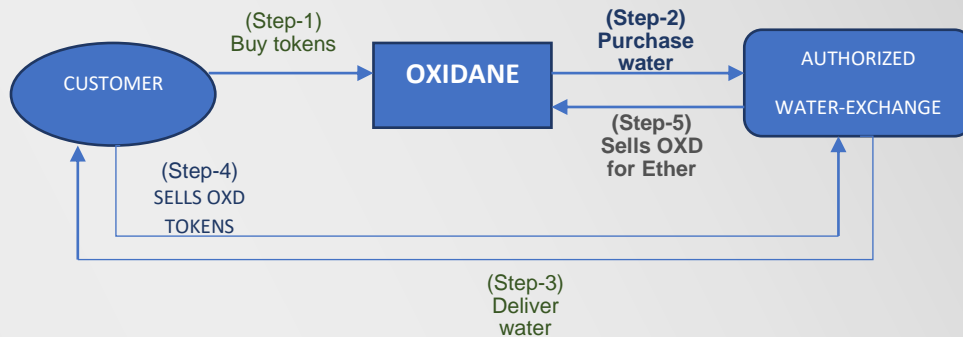 (Step-1)
Buy tokens
(Step-2)
Purchase
water
CUSTOMER
OXIDANE
AUTHORIZED
WATER-EXCHANGE
(Step-5)
Sells OXD
for Ether
(Step-4)
SELLS OXD
TOKENS
(Step-3)
Deliver
water